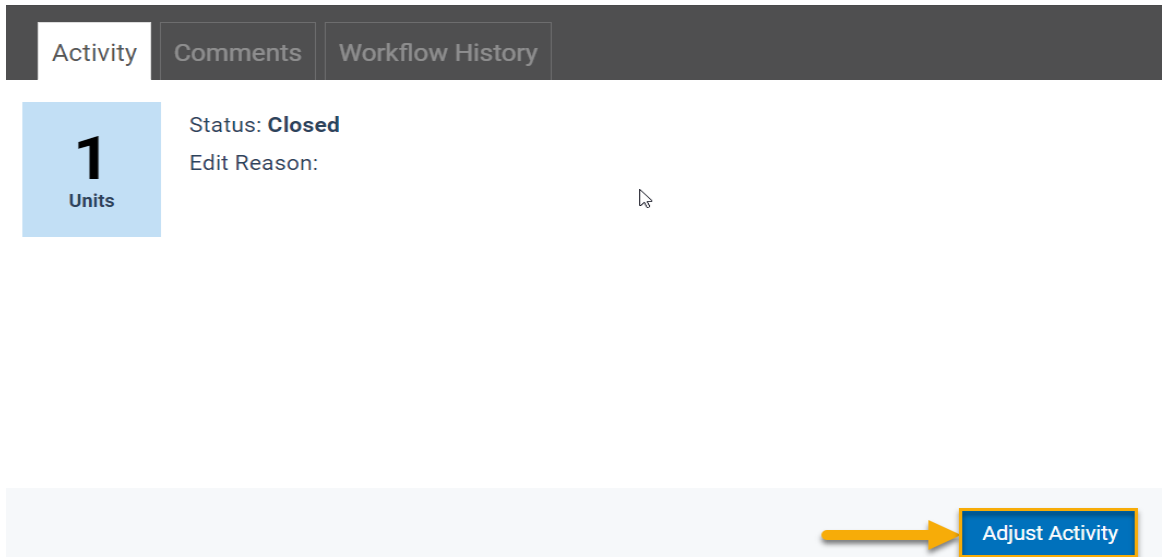 Activity Comments Workflow History
1
Units
Status: Closed
Edit Reason:
Adjust Activity